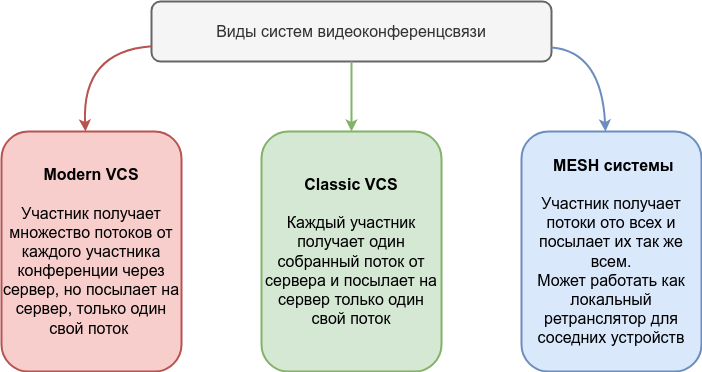 Виды систем видеоконференцсвязи
Modern VCS
Участник получает
множество потоков от
каждого участника
конференции через
сервер, но посылает на
сервер, только один
свой поток
Classic VCS
Каждый участник
получает один
собранный поток от
сервера и посылает на
сервер только один
свой поток
MESH системы
Участник получает
потоки ото всех и
посылает их так же
всем.
Может работать как
локальный
ретранслятор для
соседних устройств